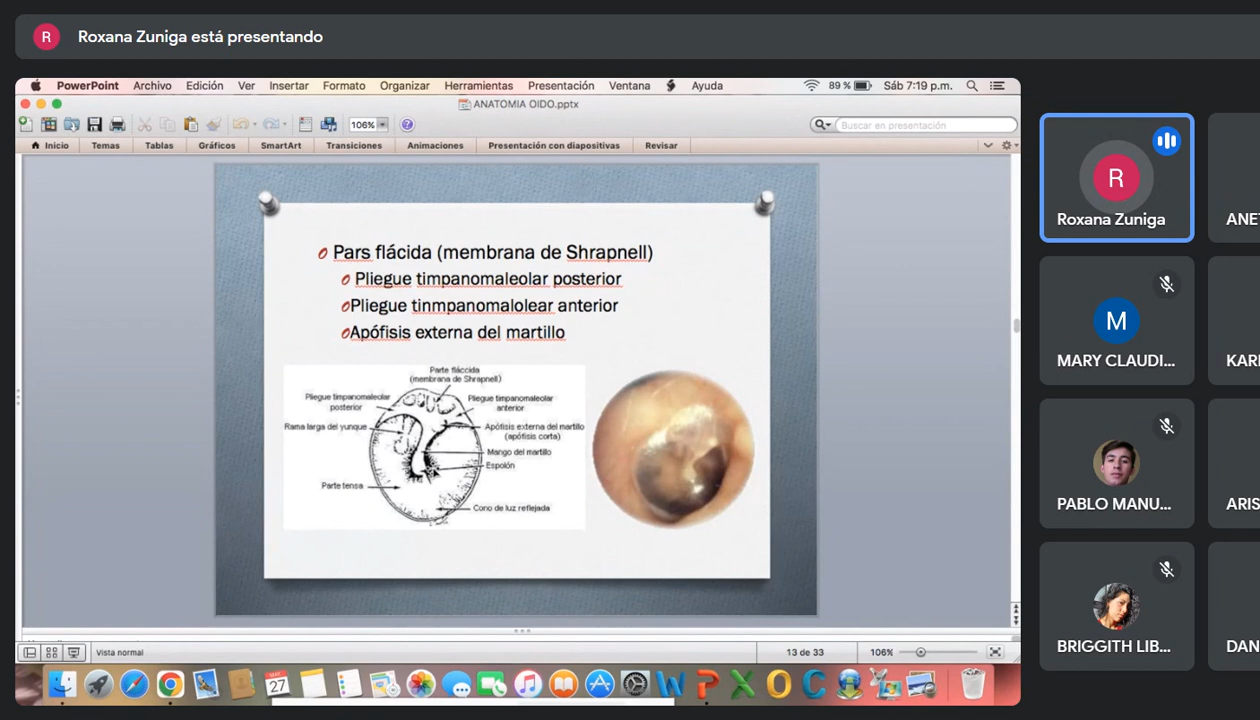 R Roxana Zuniga está presentando
PowerPoint Archivo Edición Ver Insertar Formato Organizar Herramientas Presentación Ventana Ayuda 89 % Sáb 7:19 p.m.
ANATOMIA OIDO.pptx
106% Buscar en presentación
Inicio Temas Tablas Gráficos SmartArt Transiciones Animaciones Presentación con diapositivas Revisar
Pars flácida (membrana de Shrapnell)
Pliegue timpanomaleolar posterior
Pliegue tinmpanomalolear anterior
Apófisis externa del martillo
Parte fláccida
(membrana de Shrapnell)
Pliegue timpanomaleolar
posterior
Pliegue timpanomaleolar
anterior
Rama larga del yunque
Apófisis externa del martillo
(apófisis corta)
Mango del martillo
Espolón
Parte tensa
Cono de luz reflejada
Vista normal 13 de 33 106%
27
R
Roxana Zuniga
ANE
M
MARY CLAUDI...
KARI
PABLO MANU...
ARIS
BRIGGITH LIB...
DAN